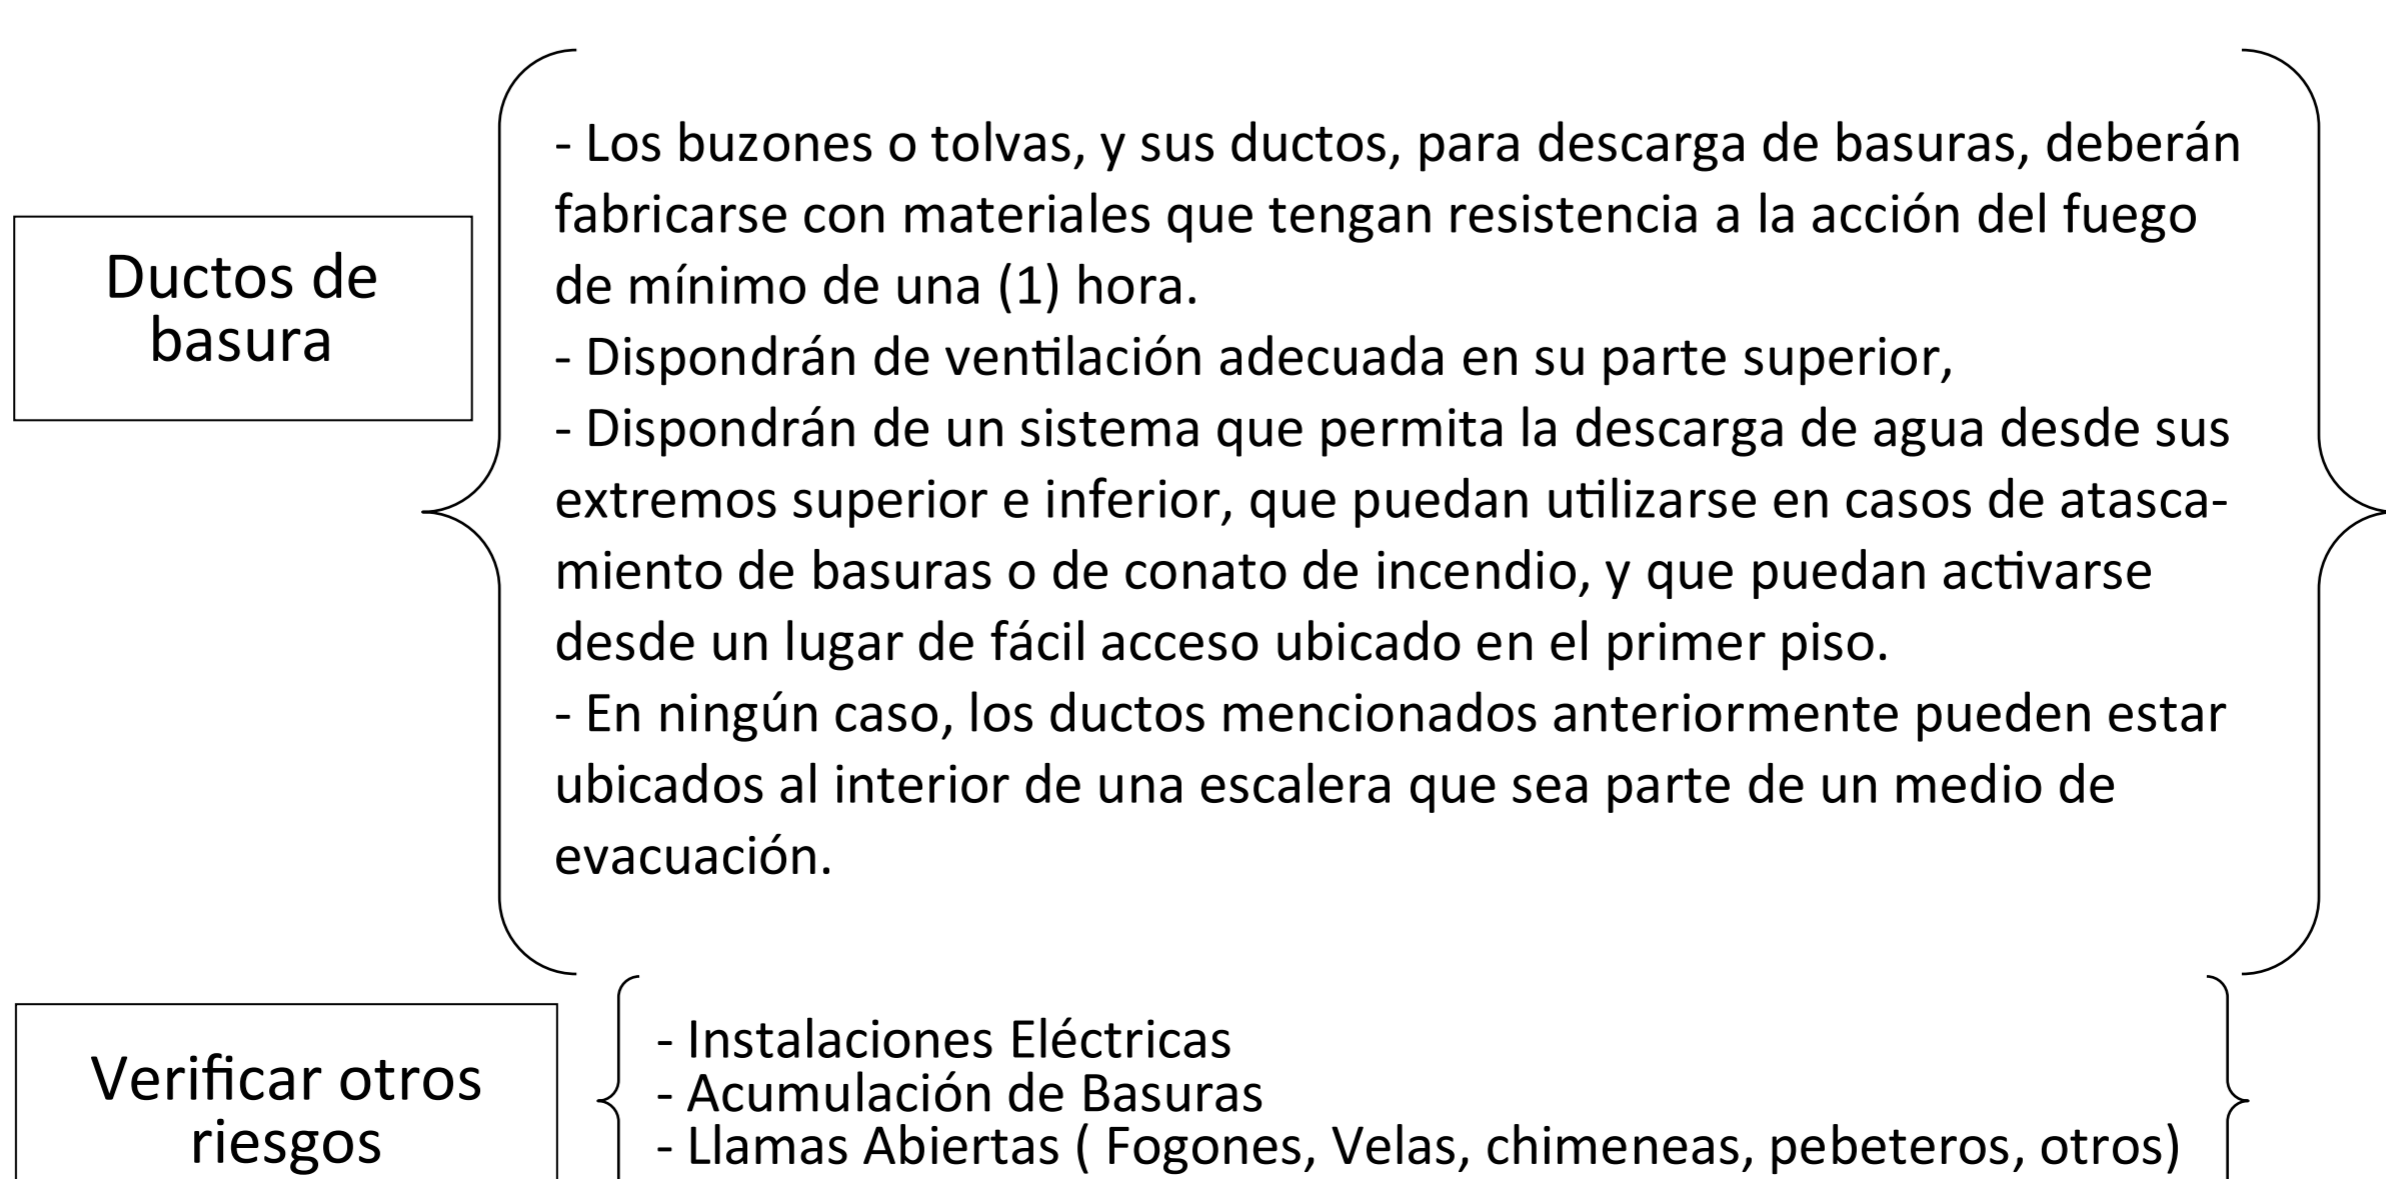 Ductos de
basura
- Los buzones o tolvas, y sus ductos, para descarga de basuras, deberán
fabricarse con materiales que tengan resistencia a la acción del fuego
de mínimo de una (1) hora.
- Dispondrán de ventilación adecuada en su parte superior,
- Dispondrán de un sistema que permita la descarga de agua desde sus
extremos superior e inferior, que puedan utilizarse en casos de atasca-
miento de basuras o de conato de incendio, y que puedan activarse
desde un lugar de fácil acceso ubicado en el primer piso.
- En ningún caso, los ductos mencionados anteriormente pueden estar
ubicados al interior de una escalera que sea parte de un medio de
evacuación.
Verificar otros
riesgos
- Instalaciones Eléctricas
- Acumulación de Basuras
- Llamas Abiertas ( Fogones, Velas, chimeneas, pebeteros, otros)